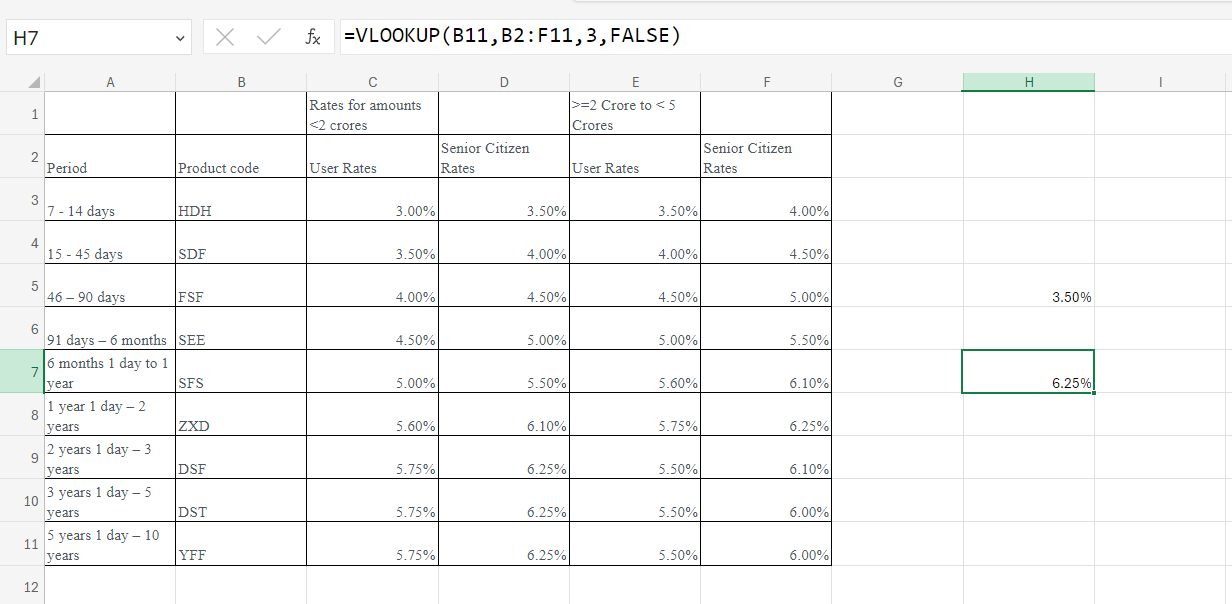 H7 fx =VLOOKUP(B11,B2:F11,3,FALSE)
A B C D E F G H I
1
Rates for amounts
<2 crores
>=2 Crore to < 5
Crores
2
Period
Product code
User Rates
Senior Citizen
Rates
User Rates
Senior Citizen
Rates
3
7 - 14 days HDH 3.00% 3.50% 3.50% 4.00%
4
15 - 45 days SDF 3.50% 4.00% 4.00% 4.50%
5
46 – 90 days FSF 4.00% 4.50% 4.50% 5.00% 3.50%
6
91 days – 6 months SEE 4.50% 5.00% 5.00% 5.50%
7
6 months 1 day to 1
year SFS 5.00% 5.50% 5.60% 6.10% 6.25%
8
1 year 1 day – 2
years ZXD 5.60% 6.10% 5.75% 6.25%
9
2 years 1 day – 3
years DSF 5.75% 6.25% 5.50% 6.10%
10
3 years 1 day – 5
years DST 5.75% 6.25% 5.50% 6.00%
11
5 years 1 day – 10
years YFF 5.75% 6.25% 5.50% 6.00%
12